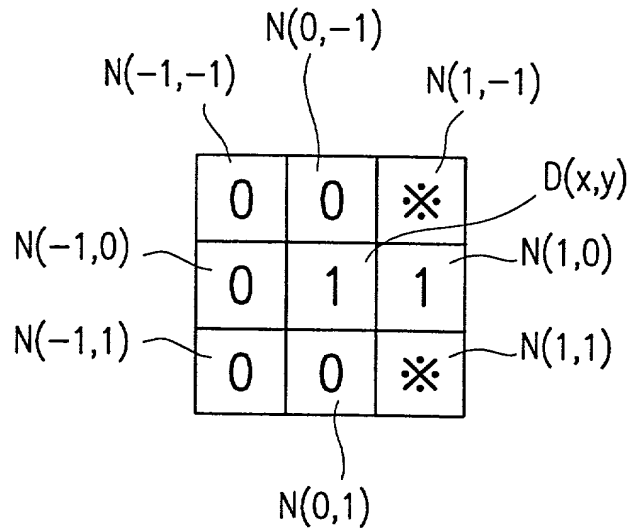 N(0,-1)
N(-1,-1)
N(1,-1)
D(x,y)
0 0 ※
N(-1,0)
0 1 1
N(1,0)
N(-1,1)
0 0 ※
N(1,1)
N(0,1)